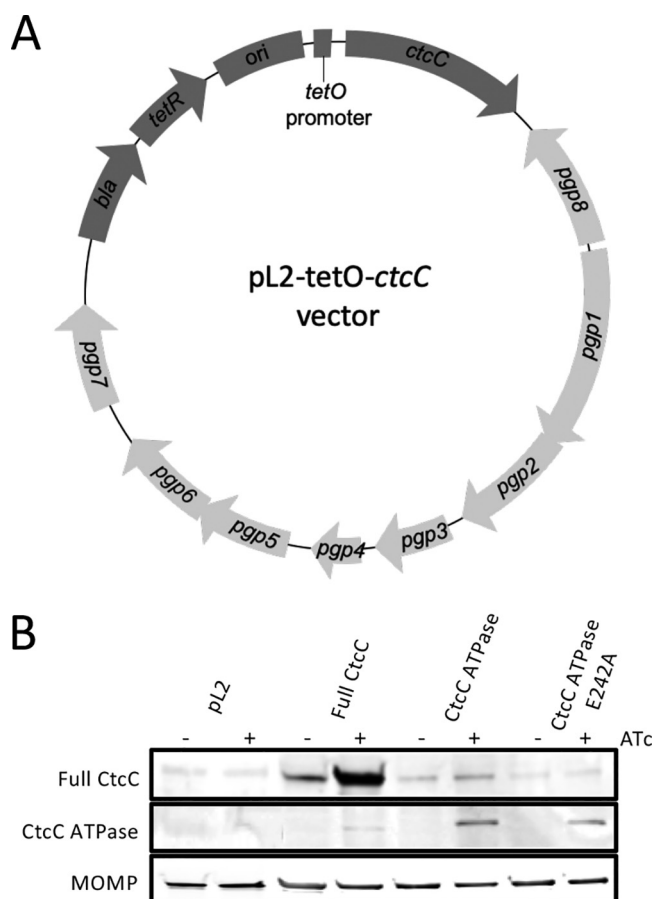 A
ori
ctcC
tetR
tetO
promoter
bla
pgp8
pL2-tetO-ctcC
vector
pgp1
pgp7
pgp2
pgp6
pgp5
pgp4
pgp3
B
pL2
Full CtcC
CtcC ATPase
CtcC ATPase
E242A
- + - + - + - + ATc
Full CtcC
CtcC ATPase
MOMP